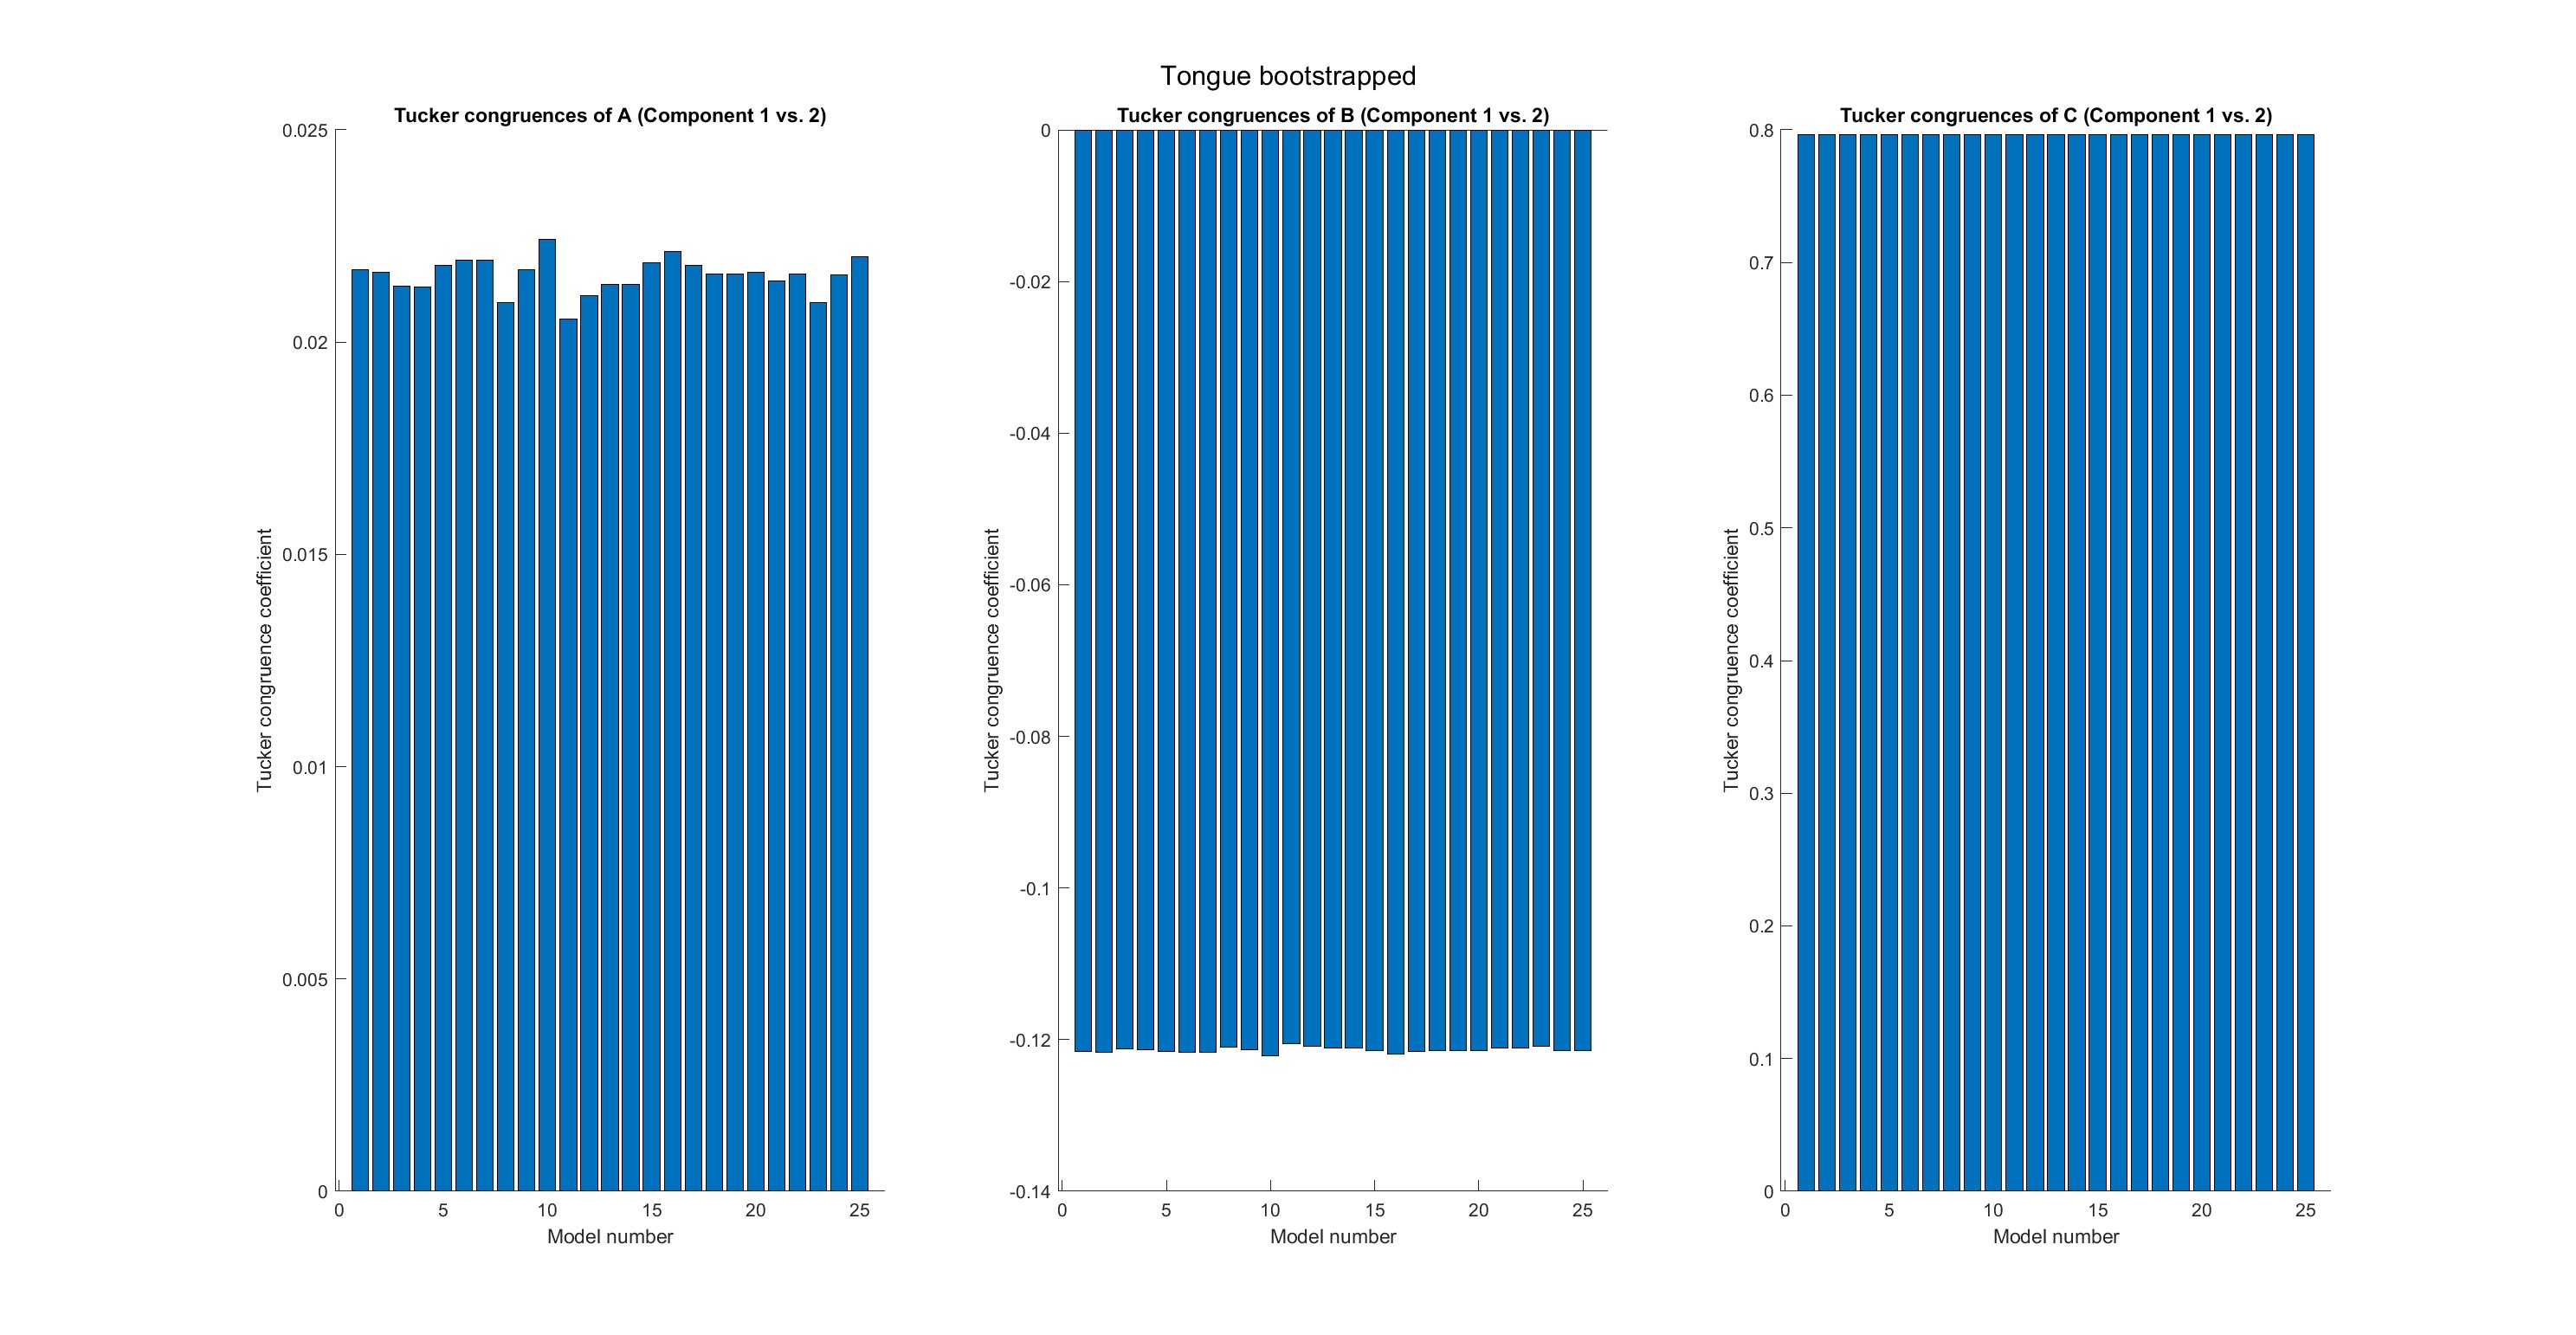 Tongue bootstrapped
Tucker congruences of A (Component 1 vs. 2)
0.025
0.02
0.015
0.01
0.005
0
Tucker congruence coefficient
0 5 10 15 20 25
Model number
Tucker congruences of B (Component 1 vs. 2)
0
-0.02
-0.04
-0.06
-0.08
-0.1
-0.12
-0.14
Tucker congruence coefficient
0 5 10 15 20 25
Model number
Tucker congruences of C (Component 1 vs. 2)
0.8
0.7
0.6
0.5
0.4
0.3
0.2
0.1
0
Tucker congruence coefficient
0 5 10 15 20 25
Model number